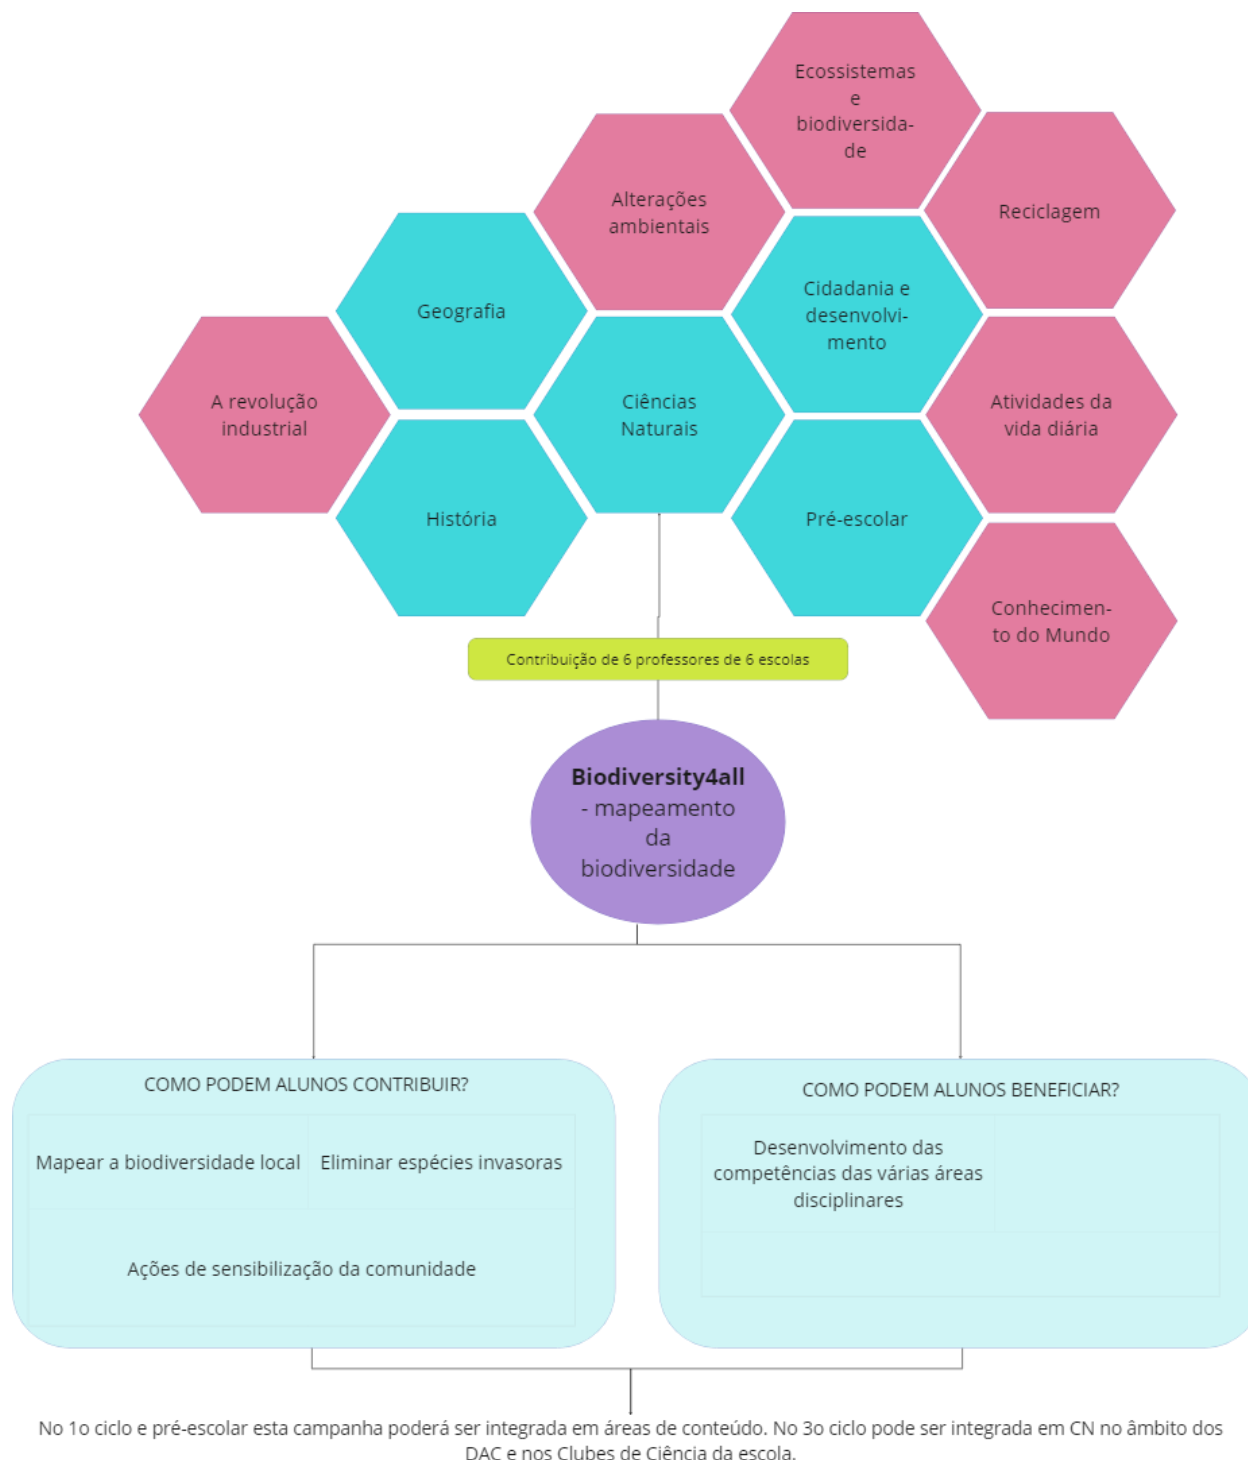 Ecossistemas
e
biodiversida-
de
Alterações
ambientais
Reciclagem
Geografia
Cidadania e
desenvolvi-
mento
A revolução
industrial
Ciências
Naturais
Atividades da
vida diária
História
Pré-escolar
Conhecimen-
to do Mundo
Contribuição de 6 professores de 6 escolas
Biodiversity4all
- mapeamento
da
biodiversidade
COMO PODEM ALUNOS CONTRIBUIR?
Mapear a biodiversidade local
Eliminar espécies invasoras
Ações de sensibilização da comunidade
COMO PODEM ALUNOS BENEFICIAR?
Desenvolvimento das
competências das várias áreas
disciplinares
No 1o ciclo e pré-escolar esta campanha poderá ser integrada em áreas de conteúdo. No 3o ciclo pode ser integrada em CN no âmbito dos
DAC e nos Clubes de Ciência da escola.